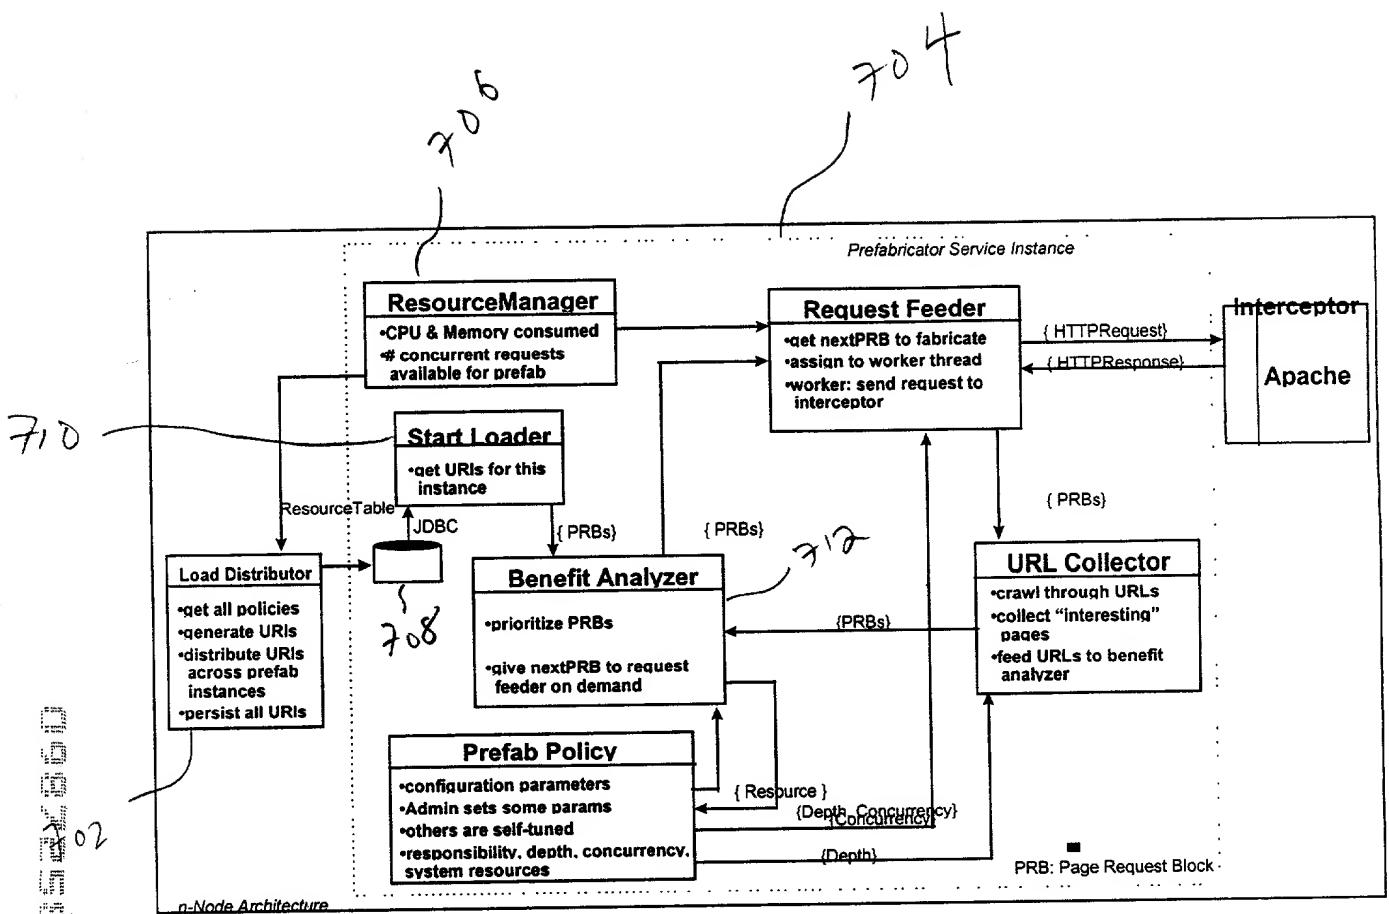 704
706
Prefabricator Service Instance
ResourceManager
•CPU & Memory consumed
•# concurrent requests
available for prefab
Request Feeder
•get nextPRB to fabricate
•assign to worker thread
•worker: send request to
interceptor
{ HTTPRequest}
{ HTTPResponse}
Interceptor
Apache
710
Start Loader
•get URIs for this
instance
ResourceTable
JDBC
{ PRBs}
{ PRBs}
{ PRBs}
712
Load Distributor
•get all policies
•generate URIs
•distribute URIs
across prefab
instances
•persist all URIs
708
Benefit Analyzer
•prioritize PRBs
•give nextPRB to request
feeder on demand
{PRBs}
URL Collector
•crawl through URLs
•collect “interesting”
pages
•feed URLs to benefit
analyzer
Prefab Policy
•configuration parameters
•Admin sets some params
•others are self-tuned
•responsibility, depth, concurrency,
system resources
{ Resource }
{Depth, Concurrency}
{Concurrency}
{Depth}
702
PRB: Page Request Block
n-Node Architecture